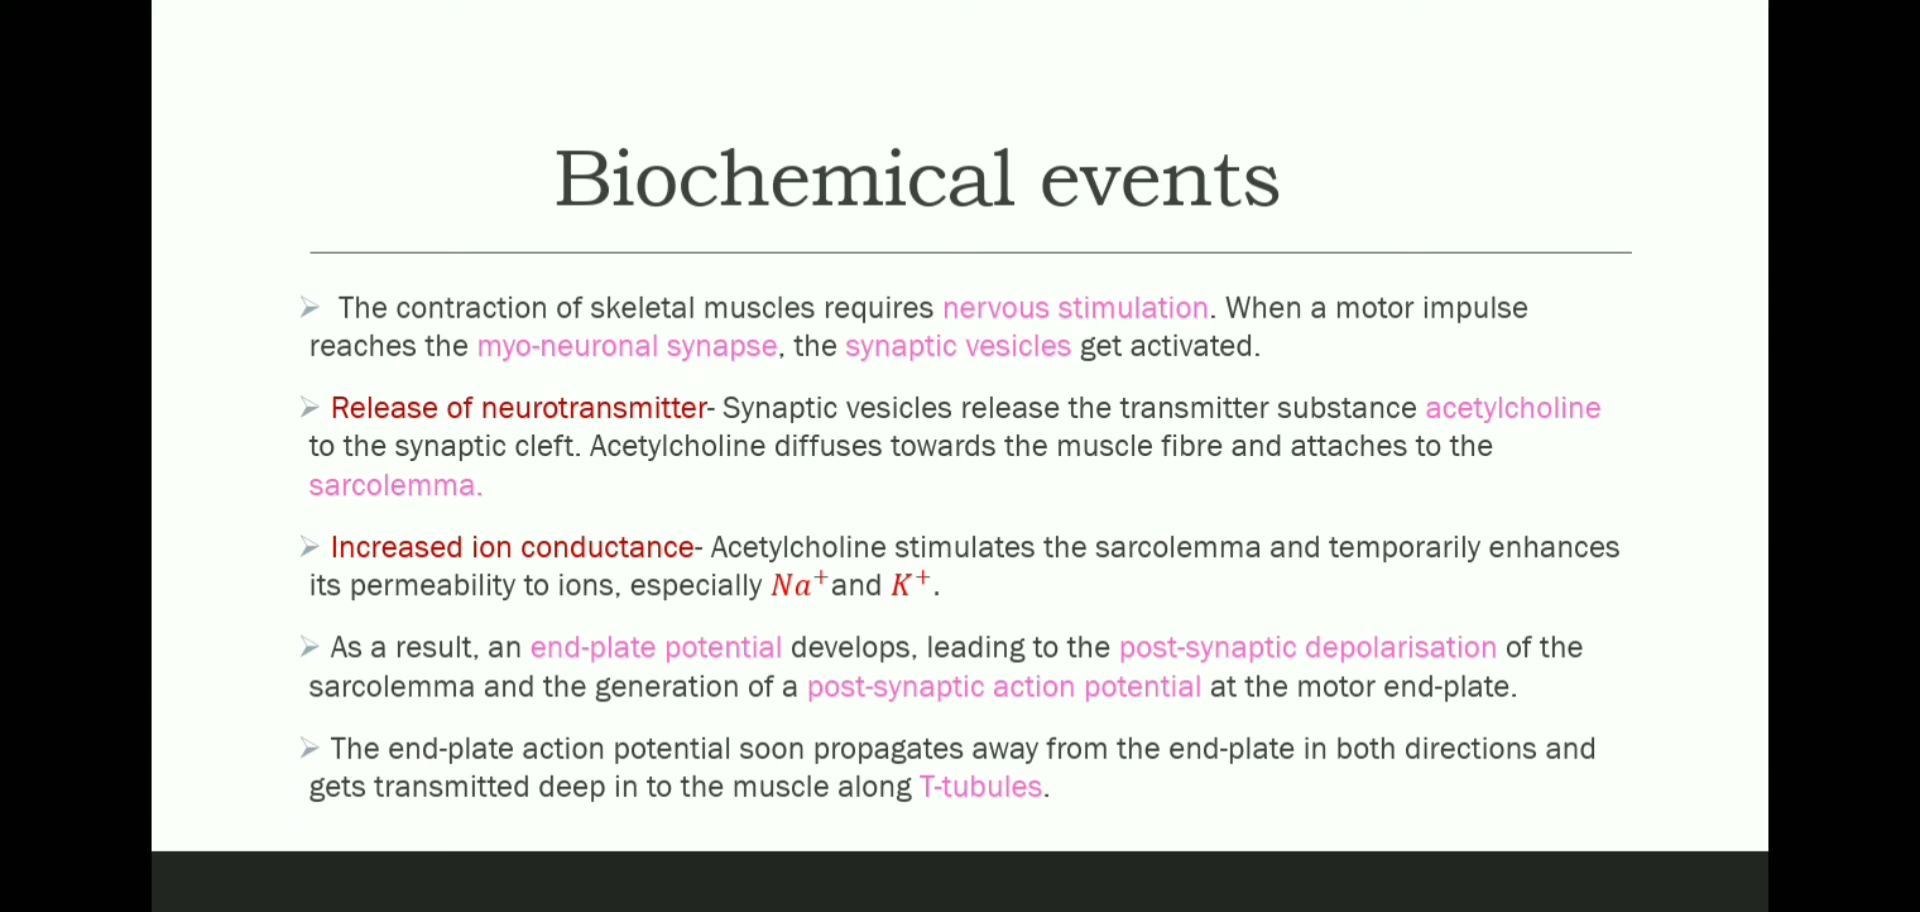 Biochemical events
The contraction of skeletal muscles requires nervous stimulation. When a motor impulse
reaches the myo-neuronal synapse, the synaptic vesicles get activated.
Release of neurotransmitter- Synaptic vesicles release the transmitter substance acetylcholine
to the synaptic cleft. Acetylcholine diffuses towards the muscle fibre and attaches to the
sarcolemma.
Increased ion conductance- Acetylcholine stimulates the sarcolemma and temporarily enhances
its permeability to ions, especially Na⁺and K⁺.
As a result, an end-plate potential develops, leading to the post-synaptic depolarisation of the
sarcolemma and the generation of a post-synaptic action potential at the motor end-plate.
The end-plate action potential soon propagates away from the end-plate in both directions and
gets transmitted deep in to the muscle along T-tubules.